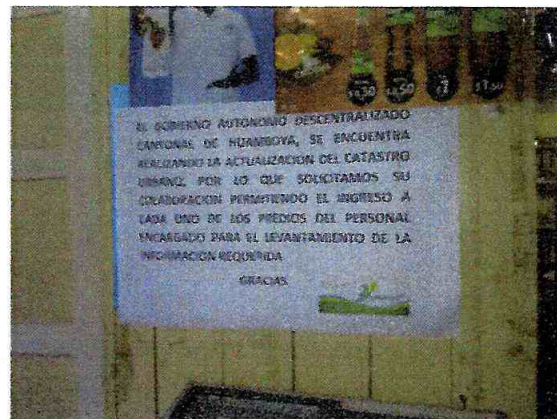 EL GOBIERNO AUTONOMO DESCENTRALIZADO
CANTONAL DE HUAMBOYA, SE ENCUENTRA
REALIZANDO LA ACTUALIZACION DEL CATASTRO
URBANO, POR LO QUE SOLICITAMOS SU
COLABORACION PERMITIENDO EL INGRESO A
CADA UNO DE LOS PREDIOS DEL PERSONAL
ENCARGADO PARA EL LEVANTAMIENTO DE LA
INFORMACION REQUERIDA
GRACIAS